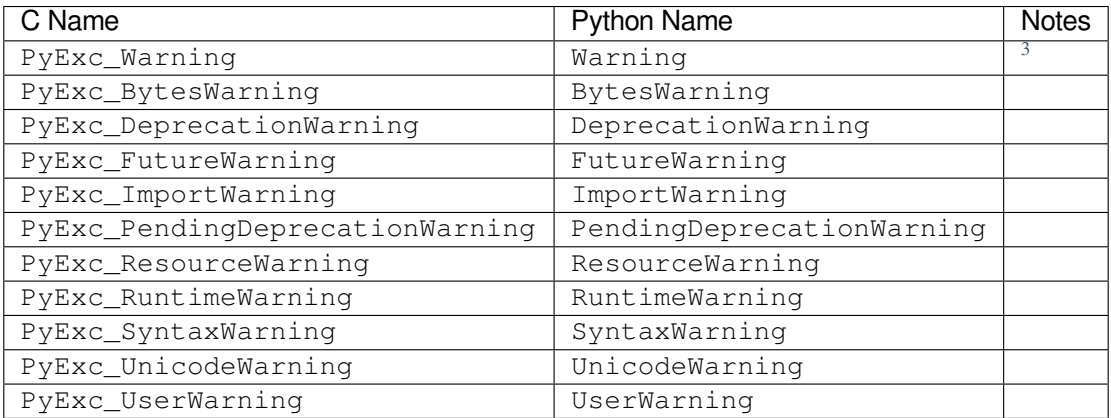 C Name Python Name Notes
PyExc_Warning Warning 3
PyExc_BytesWarning BytesWarning
PyExc_DeprecationWarning DeprecationWarning
PyExc_FutureWarning FutureWarning
PyExc_ImportWarning ImportWarning
PyExc_PendingDeprecationWarning PendingDeprecationWarning
PyExc_ResourceWarning ResourceWarning
PyExc_RuntimeWarning RuntimeWarning
PyExc_SyntaxWarning SyntaxWarning
PyExc_UnicodeWarning UnicodeWarning
PyExc_UserWarning UserWarning